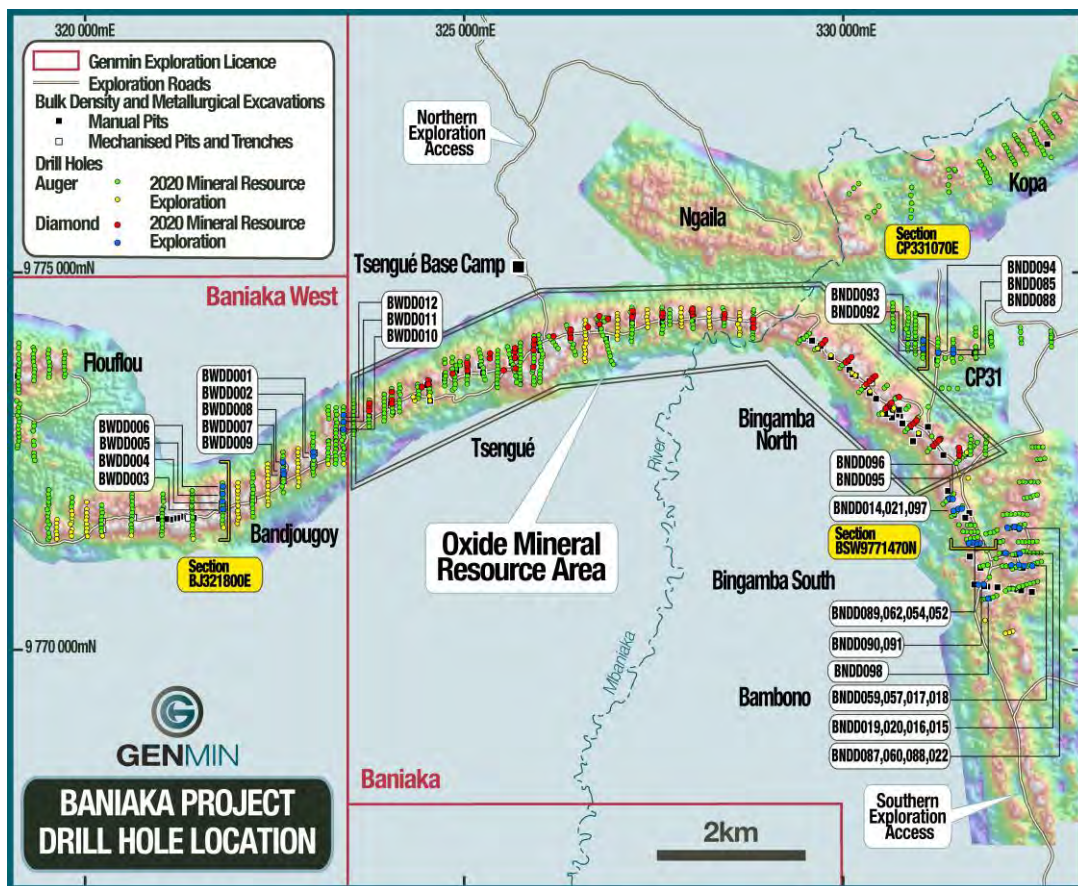 320 000mE
325 000mE
330 000mE
Genmin Exploration Licence
Exploration Roads
Bulk Density and Metallurgical Excavations
Manual Pits
Mechanised Pits and Trenches
Drill Holes
Auger
2020 Mineral Resource
Exploration
Diamond
2020 Mineral Resource
Exploration
Northern
Exploration
Access
Kopa
Ngaila
Section
CP331070E
9 775 000mN
Tsengué Base Camp
Baniaka West
BWDD012
BWDD011
BWDD010
BNDD093
BNDD092
BNDD094
BNDD085
BNDD088
Flouflou
CP31
BWDD001
BWDD002
BWDD008
BWDD007
BWDD009
BWDD006
BWDD005
BWDD004
BWDD003
Tsengué
Bingamba
North
River
BNDD096
BNDD095
BNDD014,021,097
Bandjougoy
Section
BJ321800E
Oxide Mineral
Resource Area
Section
BSW9771470N
Bingamba South
BNDD089,062,054,052
9 770 000mN
BNDD090,091
BNDD098
Mbaniaka
Bambono
BNDD059,057,017,018
BNDD019,020,016,015
BNDD087,060,088,022
GENMIN
BANIAKA PROJECT
DRILL HOLE LOCATION
Baniaka
Southern
Exploration
Access
2km